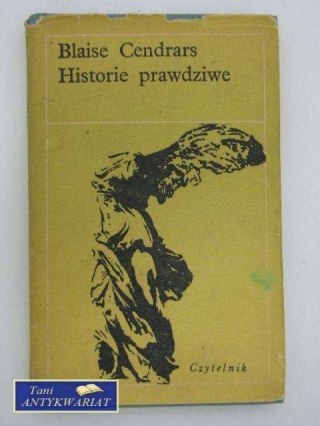 Blaise Cendrars
Historie prawdziwe
Czytelnik
Tani
ANTYKWARIAT